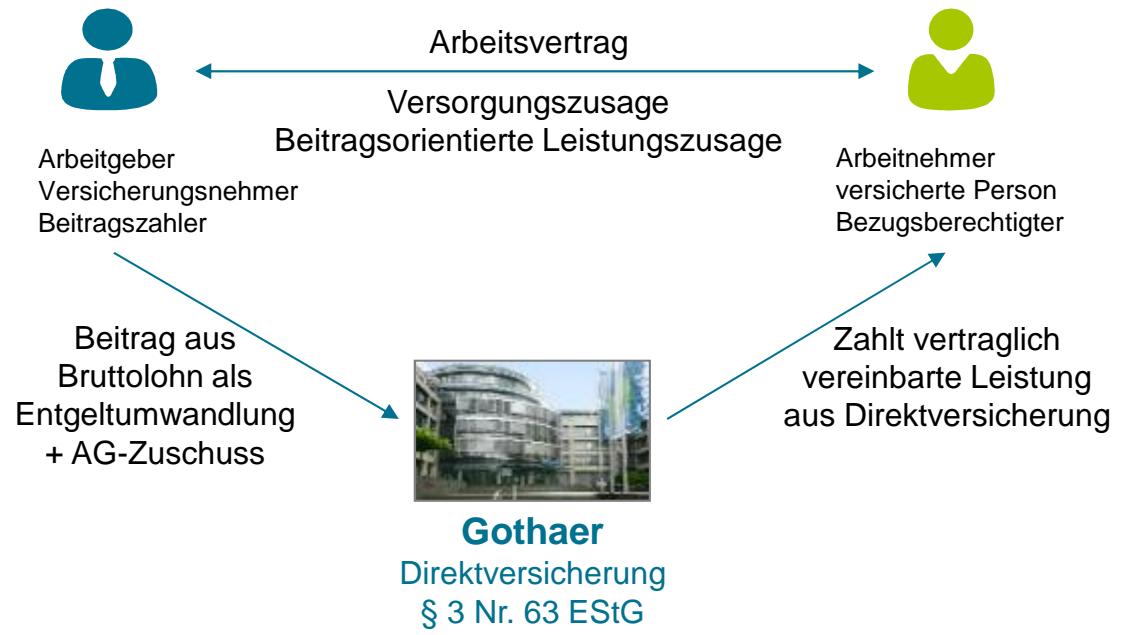 Arbeitsvertrag
Versorgungszusage
Beitragsorientierte Leistungszusage
Arbeitgeber
Versicherungsnehmer
Beitragszahler
Arbeitnehmer
versicherte Person
Bezugsberechtigter
Beitrag aus
Bruttolohn als
Entgeltumwandlung
+ AG-Zuschuss
Zahlt vertraglich
vereinbarte Leistung
aus Direktversicherung
Gothaer
Direktversicherung
§ 3 Nr. 63 EStG